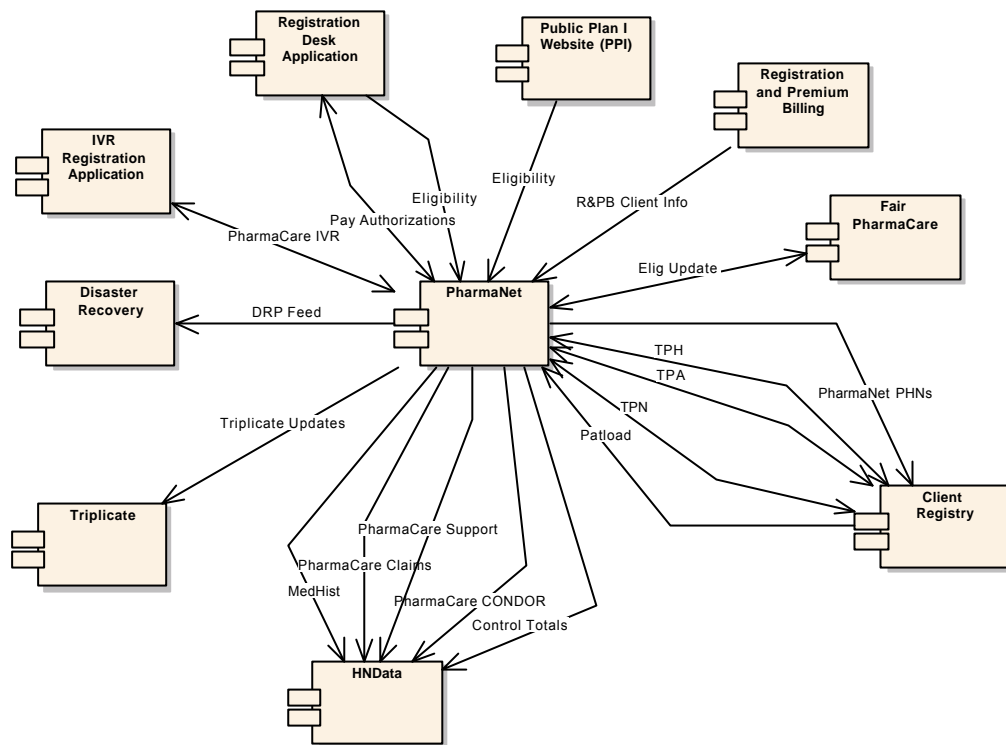 Registration
Desk
Application
Public Plan I
Website (PPI)
Registration
and Premium
Billing
IVR
Registration
Application
Fair
PharmaCare
Eligibility
Eligibility
R&PB Client Info
Pay Authorizations
PharmaCare IVR
Elig Update
Disaster
Recovery
DRP Feed
PharmaNet
TPH
TPA
PharmaNet PHNs
TPN
Patload
Triplicate Updates
Triplicate
Client
Registry
PharmaCare Support
PharmaCare Claims
MedHist
PharmaCare CONDOR
Control Totals
HNData